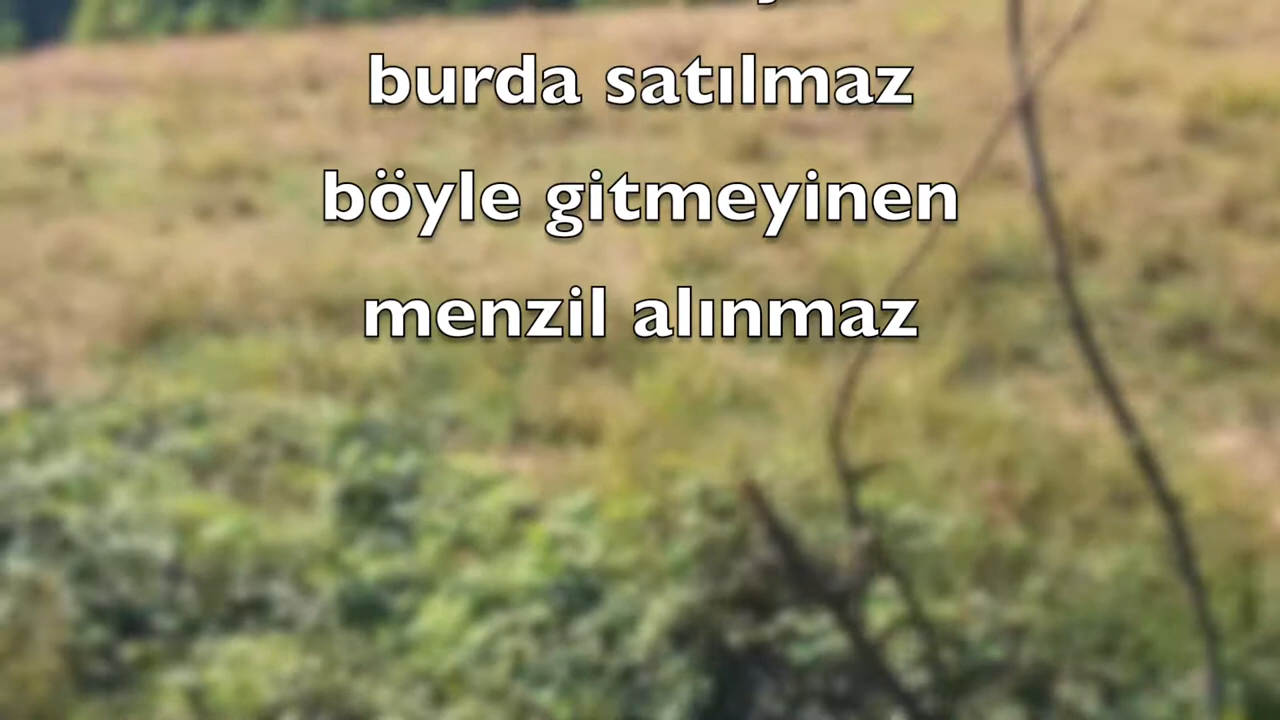 burda satılmaz
böyle gitmeyinen
menzil alınmaz